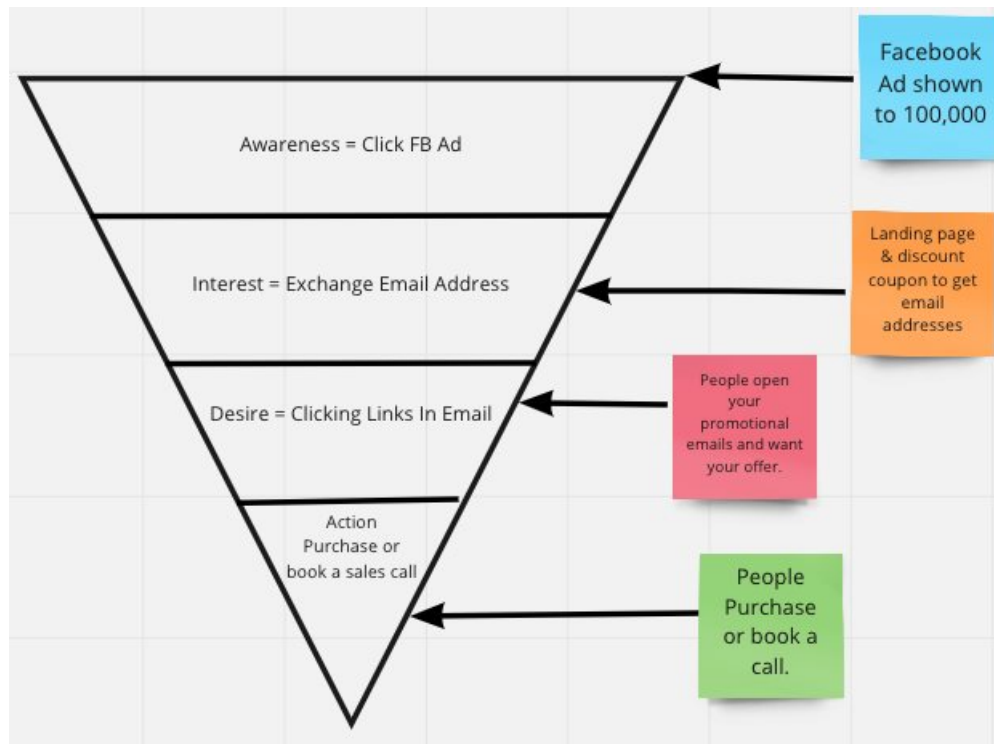 Facebook
Ad shown
to 100,000
Awareness = Click FB Ad
Landing page
& discount
coupon to get
email
addresses
Interest = Exchange Email Address
People open
your
promotional
emails and want
your offer.
Desire = Clicking Links In Email
Action
Purchase or
book a sales call
People
Purchase
or book a
call.